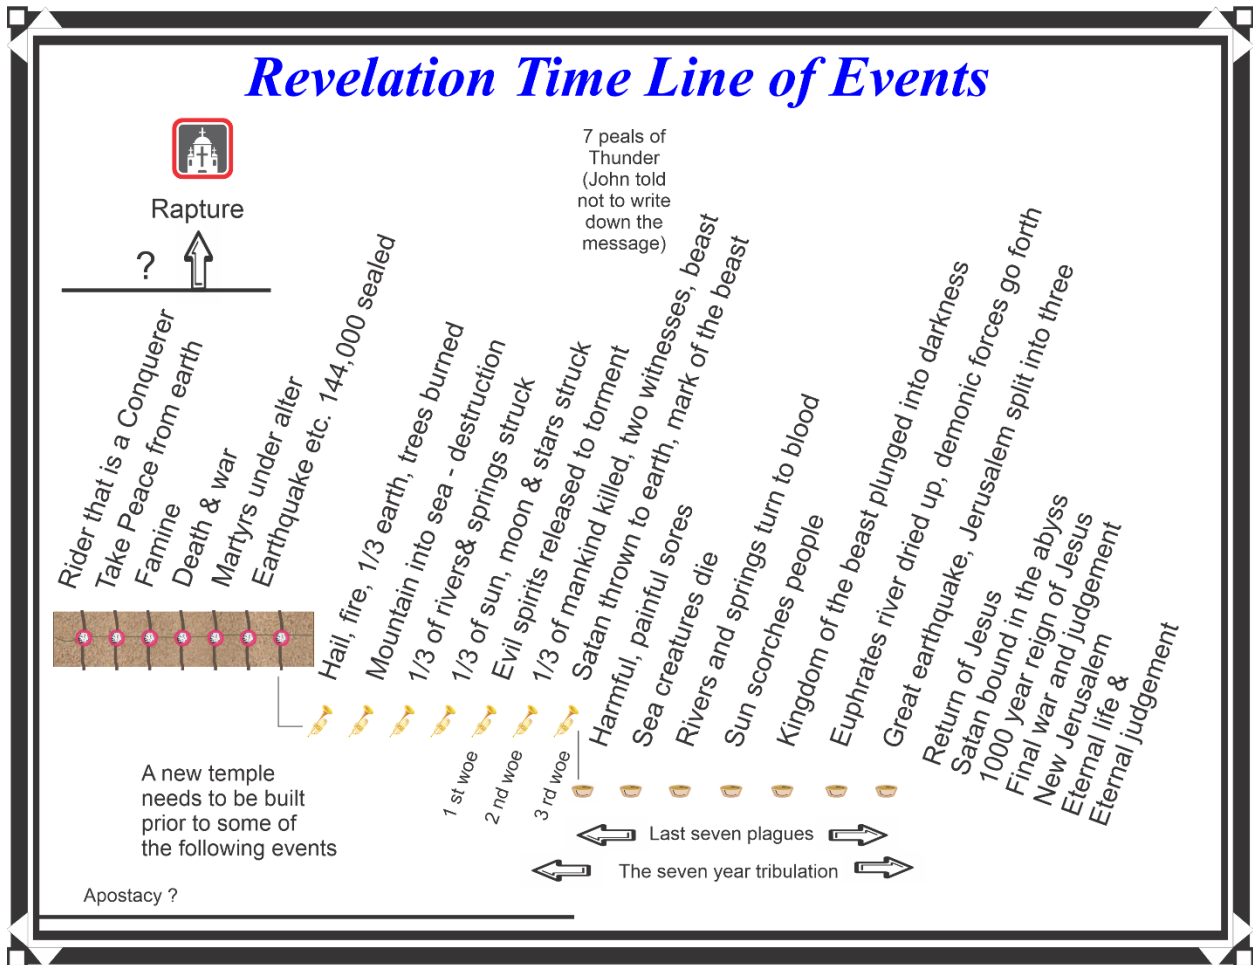 Revelation Time Line of Events
7 peals of
Thunder
(John told
not to write
down the
message)
Rapture
?
Rider that is a Conquerer
Take Peace from earth
Famine
Death & war
Martyrs under alter
Earthquake etc. 144,000 sealed
Hail, fire, 1/3 earth, trees burned
Mountain into sea - destruction
1/3 of rivers& springs struck
1/3 of sun, moon & stars struck
Evil spirits released to torment
1/3 of mankind killed, two witnesses, beast
Satan thrown to earth, mark of the beast
Harmful, painful sores
Sea creatures die
Rivers and springs turn to blood
Sun scorches people
Kingdom of the beast plunged into darkness
Euphrates river dried up, demonic forces go forth
Great earthquake, Jerusalem split into three
Return of Jesus
Satan bound in the abyss
1000 year reign of Jesus
Final war and judgement
New Jerusalem
Eternal life &
Eternal judgement
1 st woe
2 nd woe
3 rd woe
A new temple
needs to be built
prior to some of
the following events
Last seven plagues
The seven year tribulation
Apostacy ?